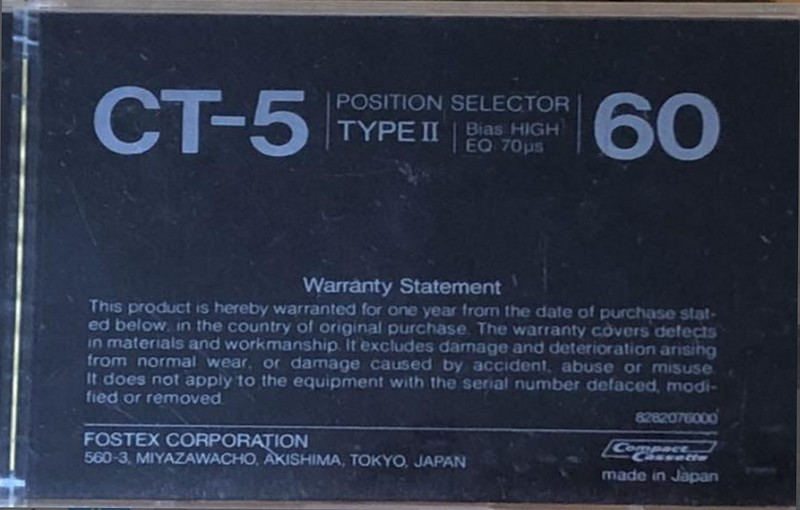 CT-5 | POSITION SELECTOR | 60
TYPE II | Bias HIGH
EQ 70µs
Warranty Statement
This product is hereby warranted for one year from the date of purchase stat-
ed below, in the country of original purchase. The warranty covers defects
in materials and workmanship. It excludes damage and deterioration arising
from normal wear, or damage caused by accident, abuse or misuse.
It does not apply to the equipment with the serial number defaced, modi-
fied or removed.
8282076000
FOSTEX CORPORATION
560-3, MIYAZAWACHO, AKISHIMA, TOKYO, JAPAN
Compact
Cassette
made in Japan